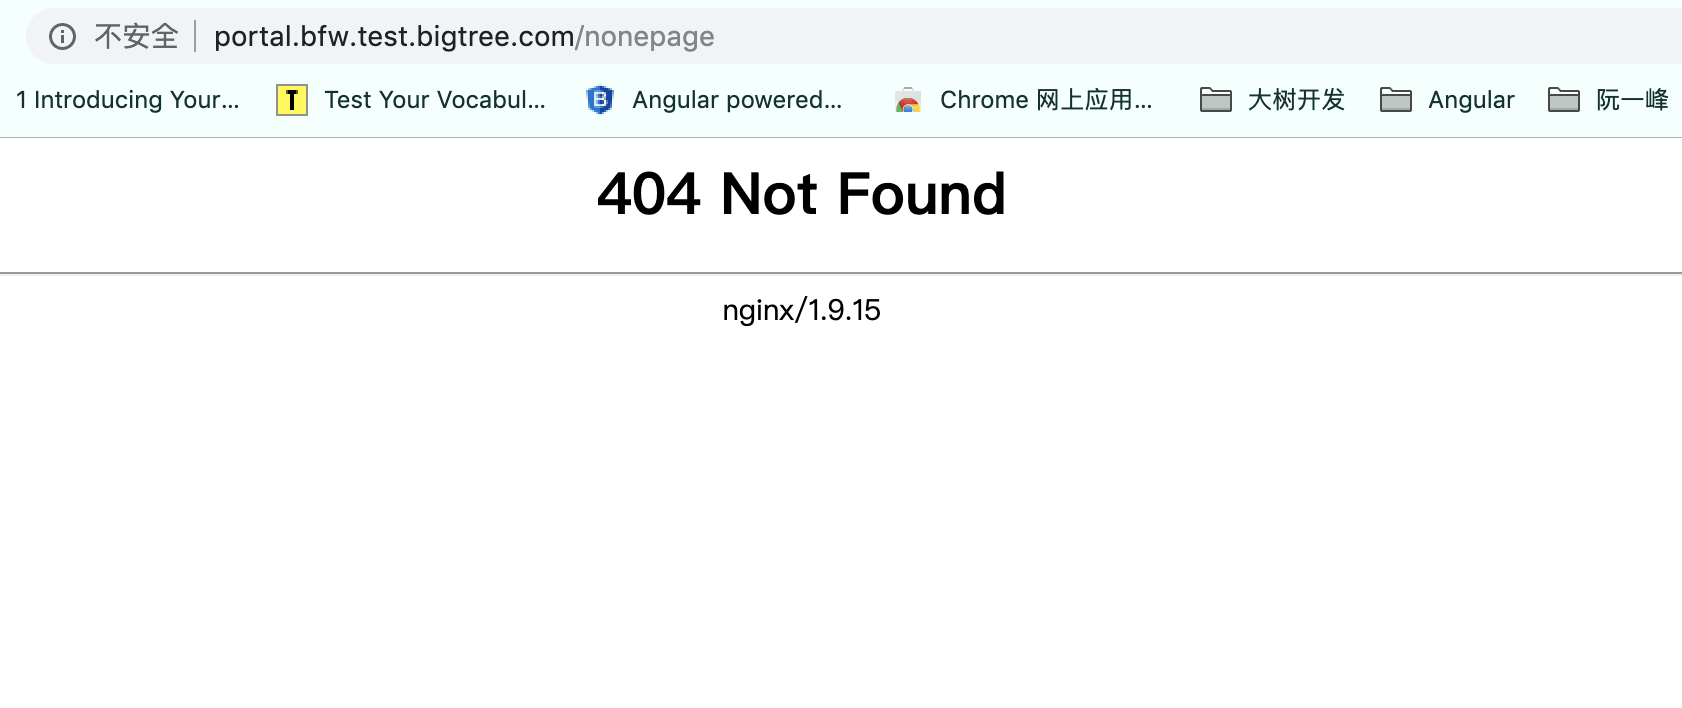 不安全 portal.bfw.test.bigtree.com/nonepage
1 Introducing Your... T Test Your Vocabul... B Angular powered... Chrome 网上应用... 大树开发 Angular 阮一峰
404 Not Found
nginx/1.9.15